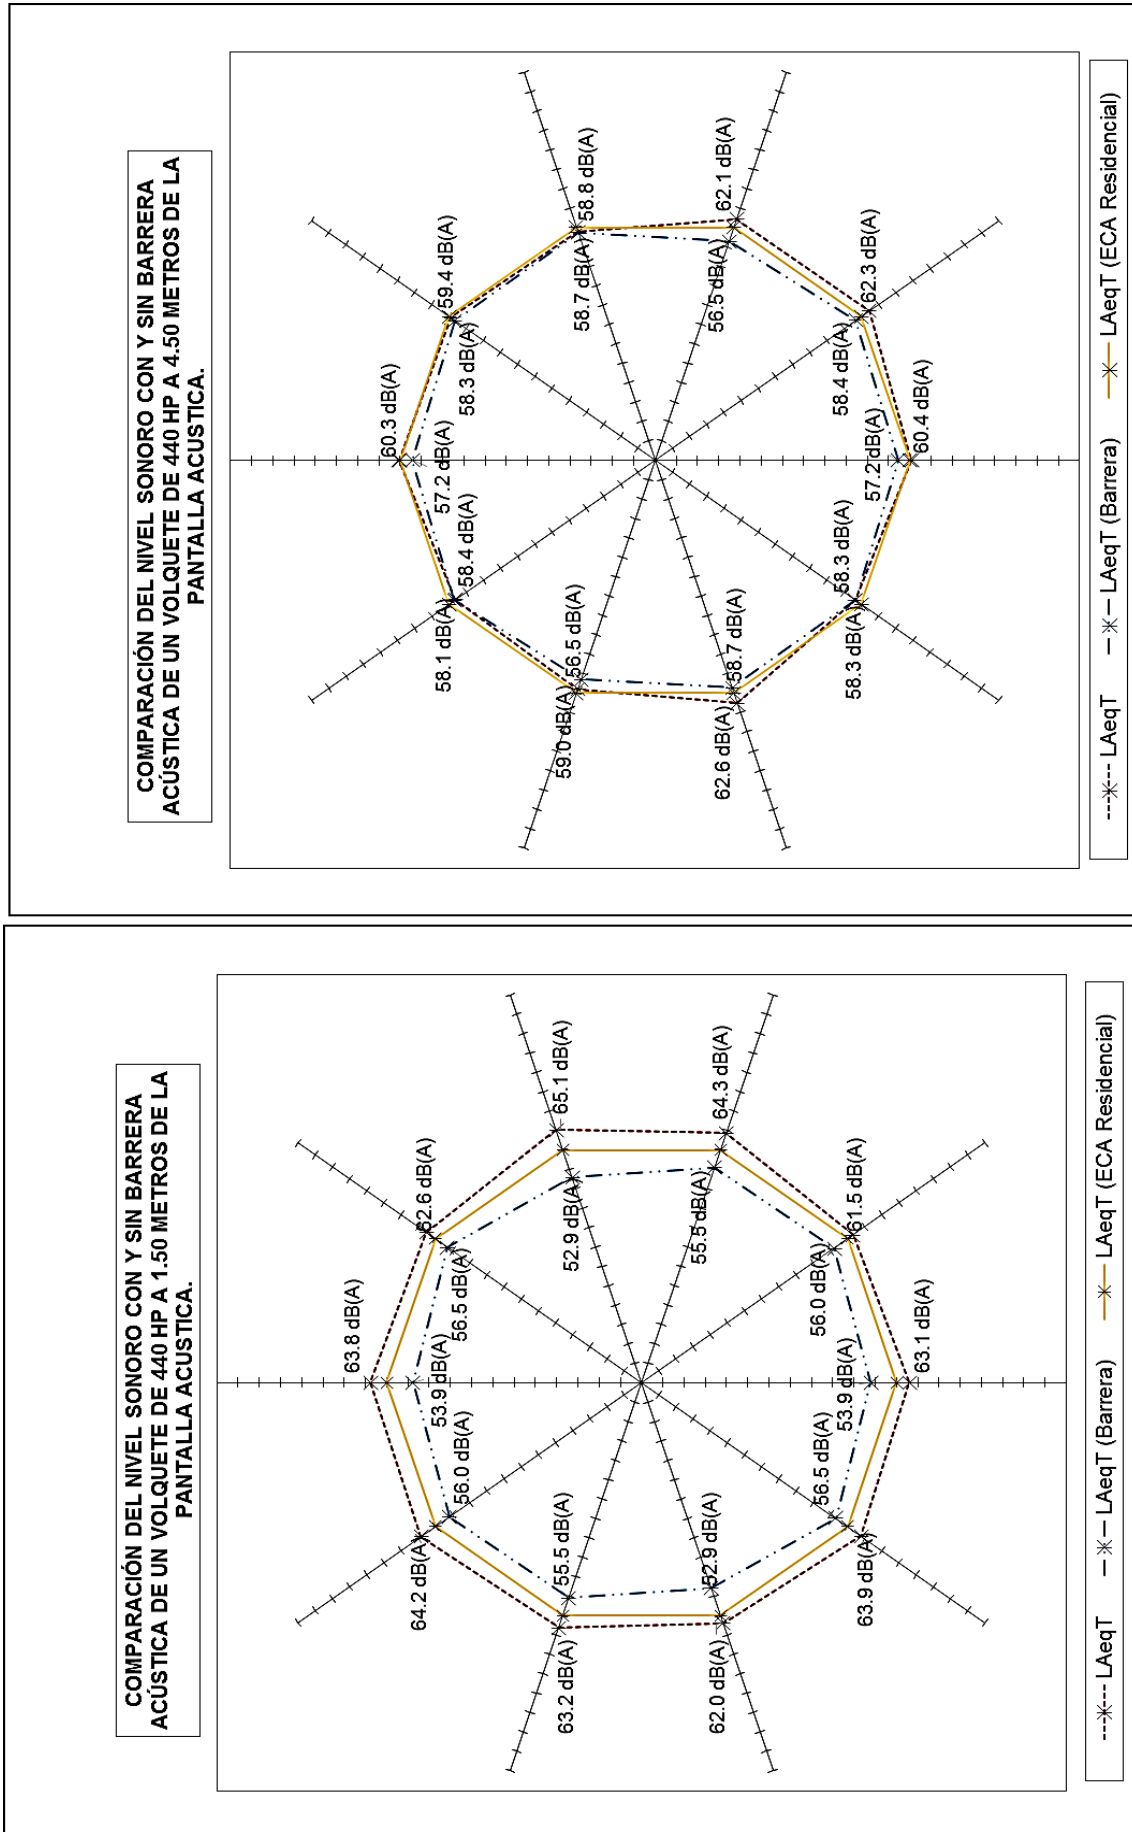 COMPARACIÓN DEL NIVEL SONORO CON Y SIN BARRERA
ACÚSTICA DE UN VOLQUETE DE 440 HP A 1.50 METROS DE LA
PANTALLA ACUSTICA.
65.1 dB(A)
64.3 dB(A)
62.6 dB(A)
52.9 dB(A)
55.5 dB(A)
61.5 dB(A)
63.8 dB(A)
56.5 dB(A)
56.0 dB(A)
53.9 dB(A)
53.9 dB(A)
63.1 dB(A)
64.2 dB(A)
56.0 dB(A)
56.5 dB(A)
63.9 dB(A)
55.5 dB(A)
52.9 dB(A)
63.2 dB(A)
62.0 dB(A)
---- LAeqT
LAeqT (Barrera)
LAeqT (ECA Residencial)
COMPARACIÓN DEL NIVEL SONORO CON Y SIN BARRERA
ACÚSTICA DE UN VOLQUETE DE 440 HP A 4.50 METROS DE LA
PANTALLA ACUSTICA.
58.8 dB(A)
62.1 dB(A)
59.4 dB(A)
58.7 dB(A)
56.5 dB(A)
62.3 dB(A)
60.3 dB(A)
58.3 dB(A)
58.4 dB(A)
57.2 dB(A)
57.2 dB(A)
60.4 dB(A)
58.1 dB(A)
58.4 dB(A)
58.3 dB(A)
58.3 dB(A)
56.5 dB(A)
58.7 dB(A)
59.0 dB(A)
62.6 dB(A)
LAeqT
LAeqT (Barrera)
LAeqT (ECA Residencial)